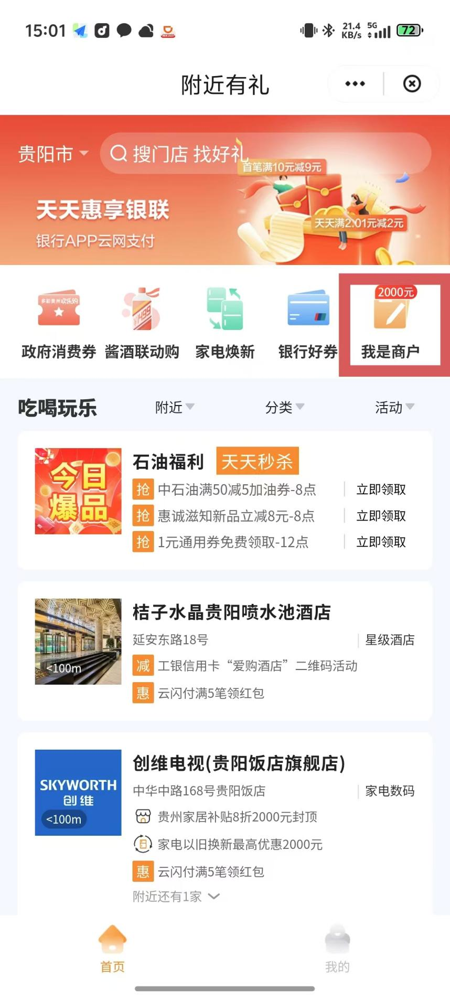 15:01
21.4
KB/s
5G
72
附近有礼
贵阳市
搜门店 找好礼
首笔满10元减9元
天天惠享银联
天天满2.01元减2元
银行APP云网支付
多彩贵州欢乐购
¥1499
2000元
政府消费券
酱酒联动购
家电焕新
银行好券
我是商户
吃喝玩乐
附近
分类
活动
今日
爆品
石油福利
天天秒杀
抢 中石油满50减5加油券-8点
立即领取
抢 惠诚滋知新品立减8元-8点
立即领取
抢 1元通用券免费领取-12点
立即领取
桔子水晶贵阳喷水池酒店
延安东路18号
星级酒店
<100m
减 工银信用卡“爱购酒店”二维码活动
惠 云闪付满5笔领红包
创维电视(贵阳饭店旗舰店)
SKYWORTH
创维
<100m
中华中路168号贵阳饭店
家电数码
贵州家居补贴8折2000元封顶
家电以旧换新最高优惠2000元
惠 云闪付满5笔领红包
附近还有1家
首页
我的